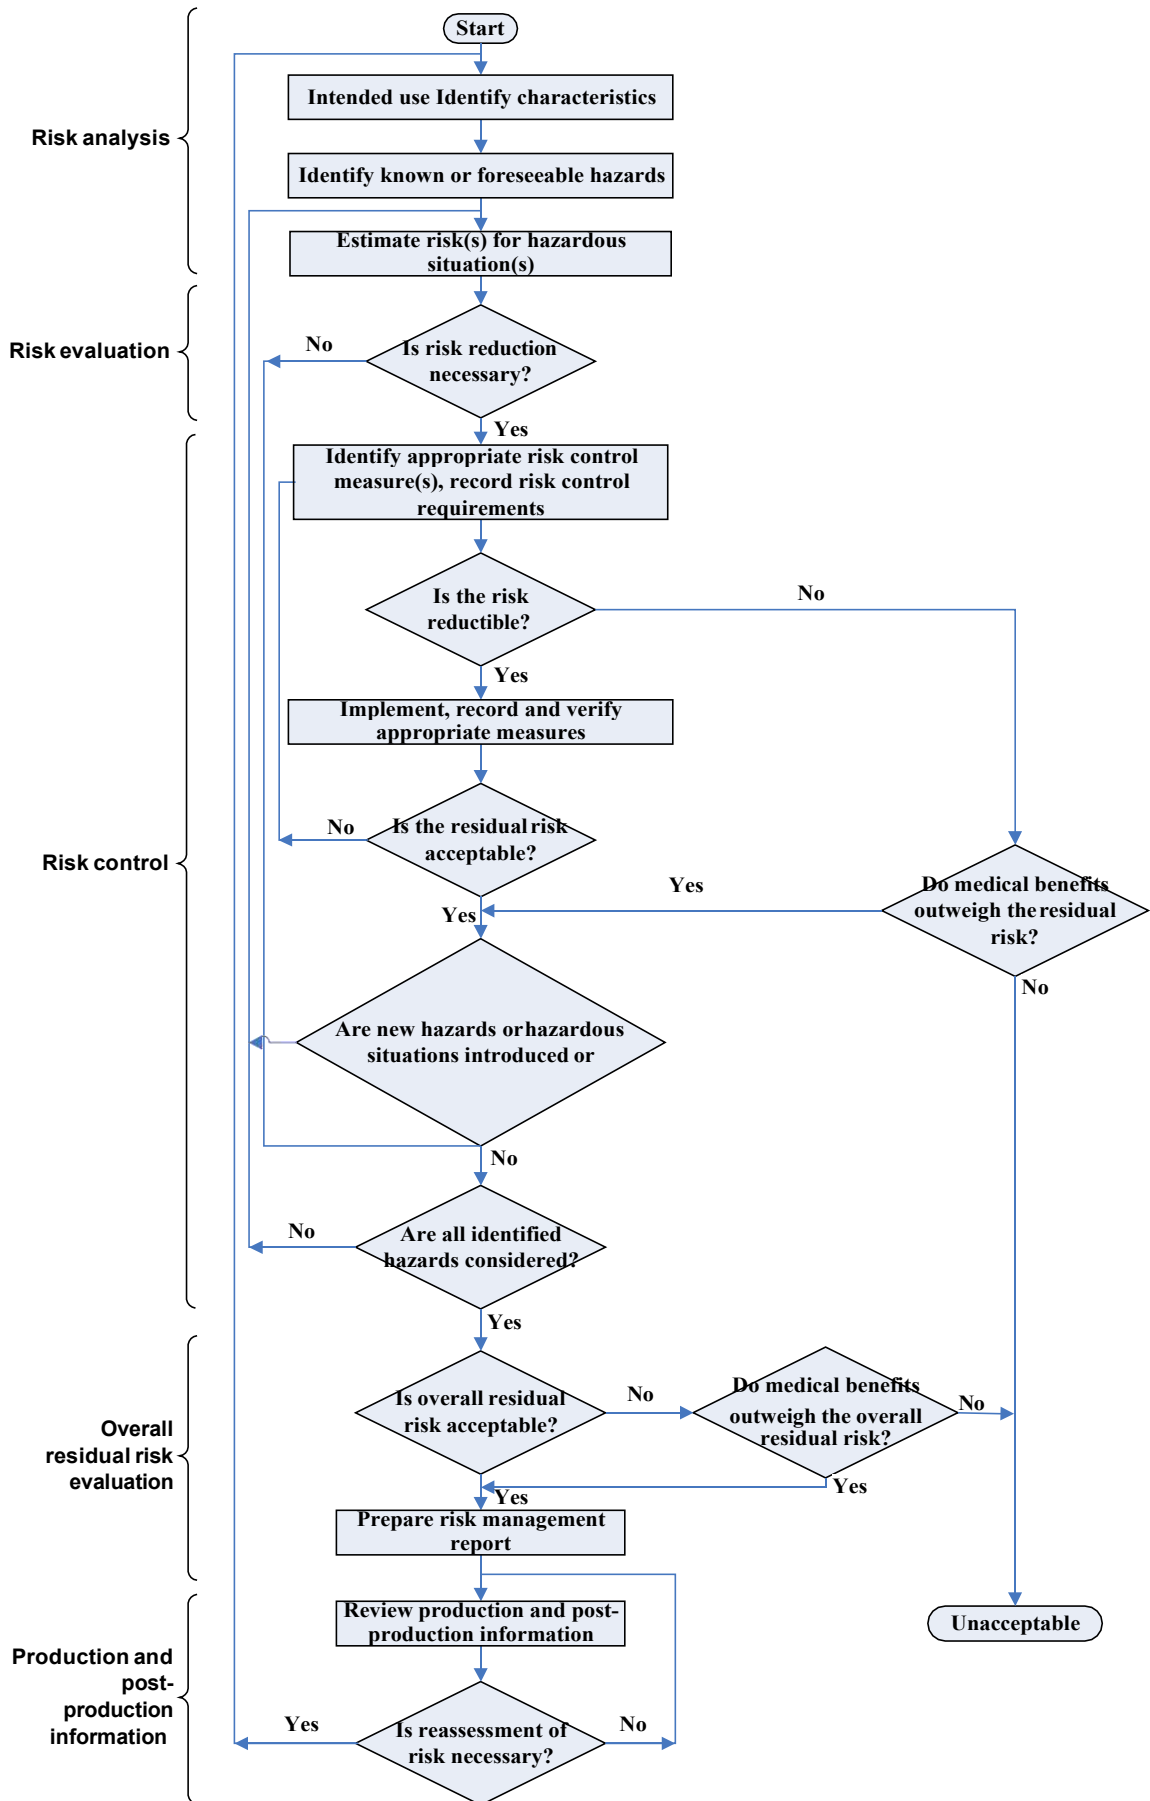 Start
Intended use Identify characteristics
Risk analysis
Identify known or foreseeable hazards
Estimate risk(s) for hazardous
situation(s)
Risk evaluation
No
Is risk reduction
necessary?
Yes
Identify appropriate risk control
measure(s), record risk control
requirements
Is the risk
reductible?
No
Yes
Implement, record and verify
appropriate measures
No
Is the residual risk
acceptable?
Risk control
Yes
Yes
Do medical benefits
outweigh the residual
risk?
No
Are new hazards or hazardous
situations introduced or
No
No
Are all identified
hazards considered?
Yes
Overall
residual risk
evaluation
Is overall residual
risk acceptable?
No
Do medical benefits
outweigh the overall
residual risk?
No
Yes
Yes
Prepare risk management
report
Review production and post-
production information
Unacceptable
Production and
post-
production
information
Yes
Is reassessment of
risk necessary?
No